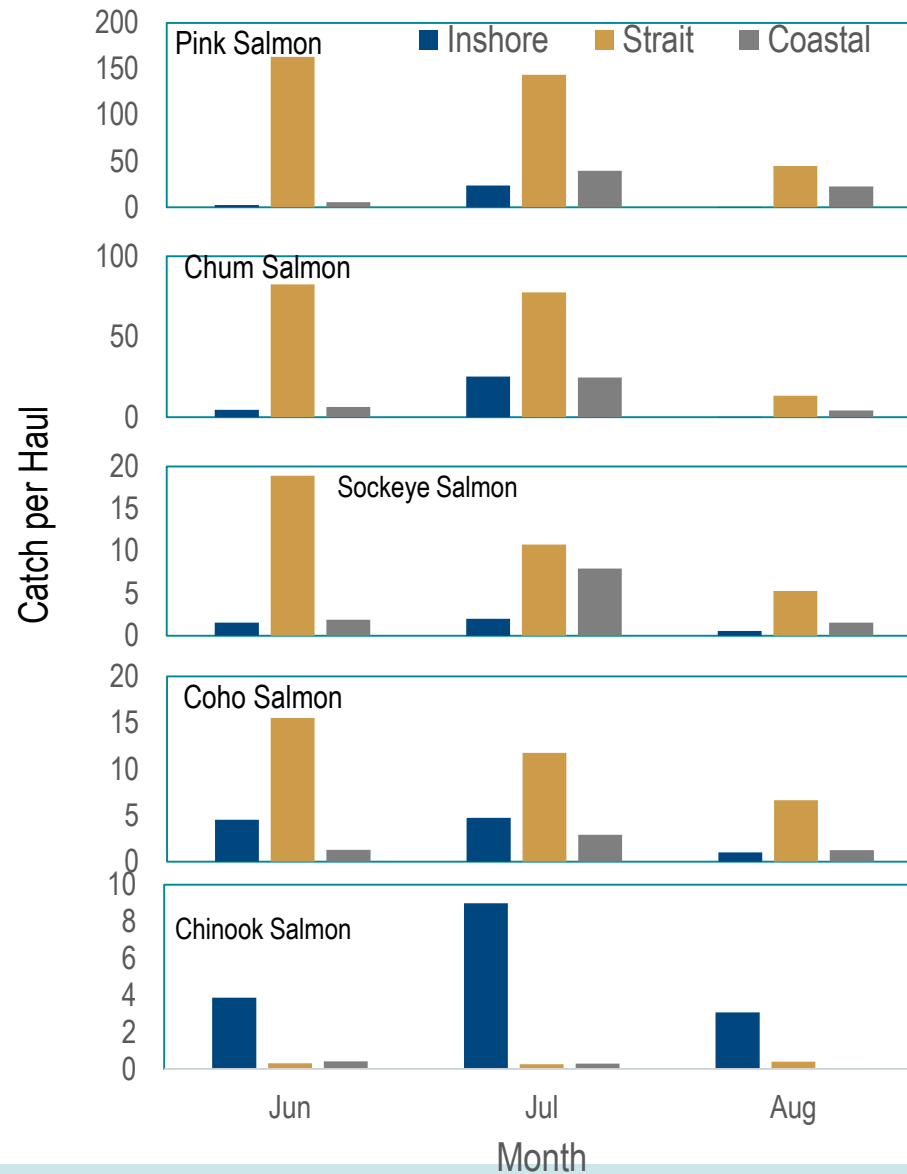 Inshore Strait Coastal
Pink Salmon
200
150
100
50
0
Chum Salmon
100
50
0
Sockeye Salmon
20
15
10
5
0
Coho Salmon
20
15
10
5
0
Chinook Salmon
10
8
6
4
2
0
Catch per Haul
Jun Jul Aug
Month